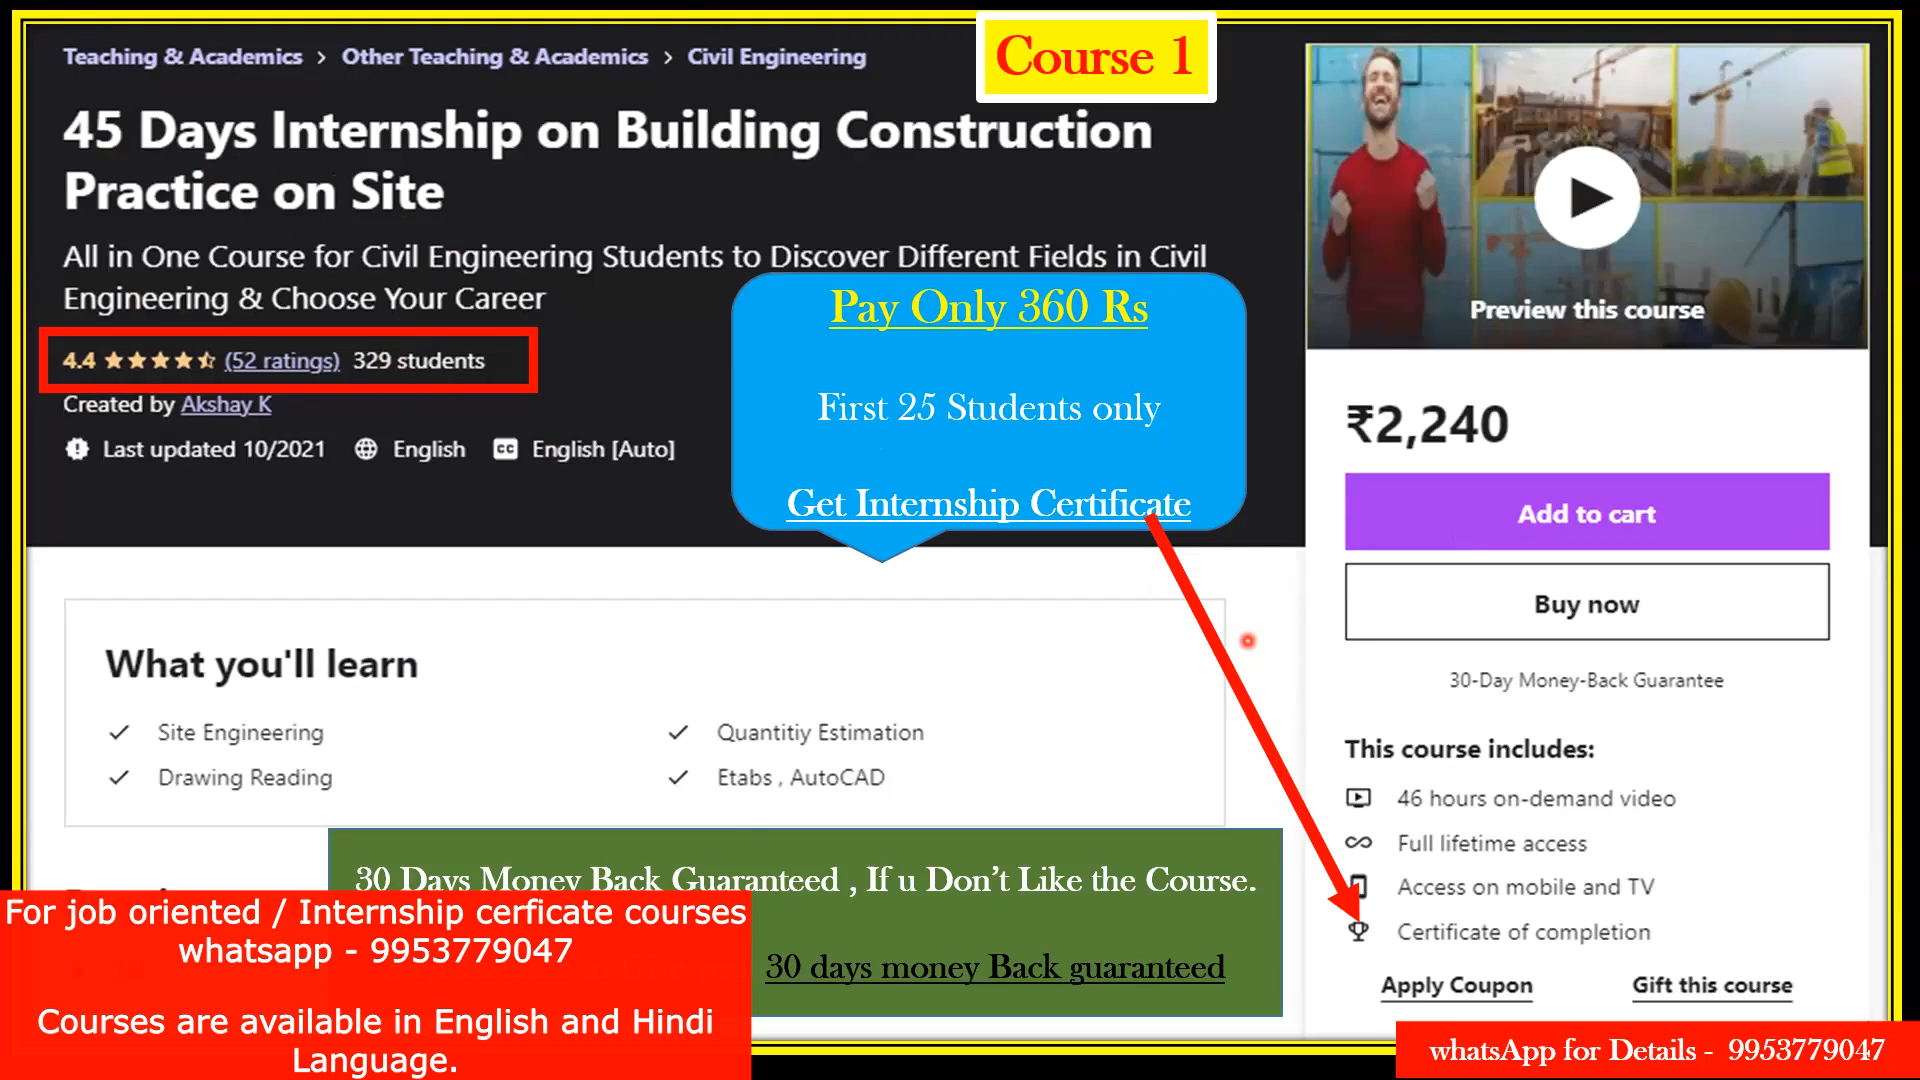 Teaching & Academics > Other Teaching & Academics > Civil Engineering
Course 1
45 Days Internship on Building Construction
Practice on Site
All in One Course for Civil Engineering Students to Discover Different Fields in Civil
Engineering & Choose Your Career
4.4 (52 ratings) 329 students
Created by Akshay K
Last updated 10/2021 English CC English [Auto]
Pay Only 360 Rs
First 25 Students only
Get Internship Certificate
Preview this course
₹2,240
Add to cart
Buy now
30-Day Money-Back Guarantee
This course includes:
46 hours on-demand video
Full lifetime access
Access on mobile and TV
Certificate of completion
Apply Coupon Gift this course
What you'll learn
Site Engineering Quantitiy Estimation
Drawing Reading Etabs , AutoCAD
30 Days Money Back Guaranteed , If u Don't Like the Course.
30 days money Back guaranteed
For job oriented / Internship cerficate courses
whatsapp - 9953779047
Courses are available in English and Hindi
Language.
whatsApp for Details - 9953779047